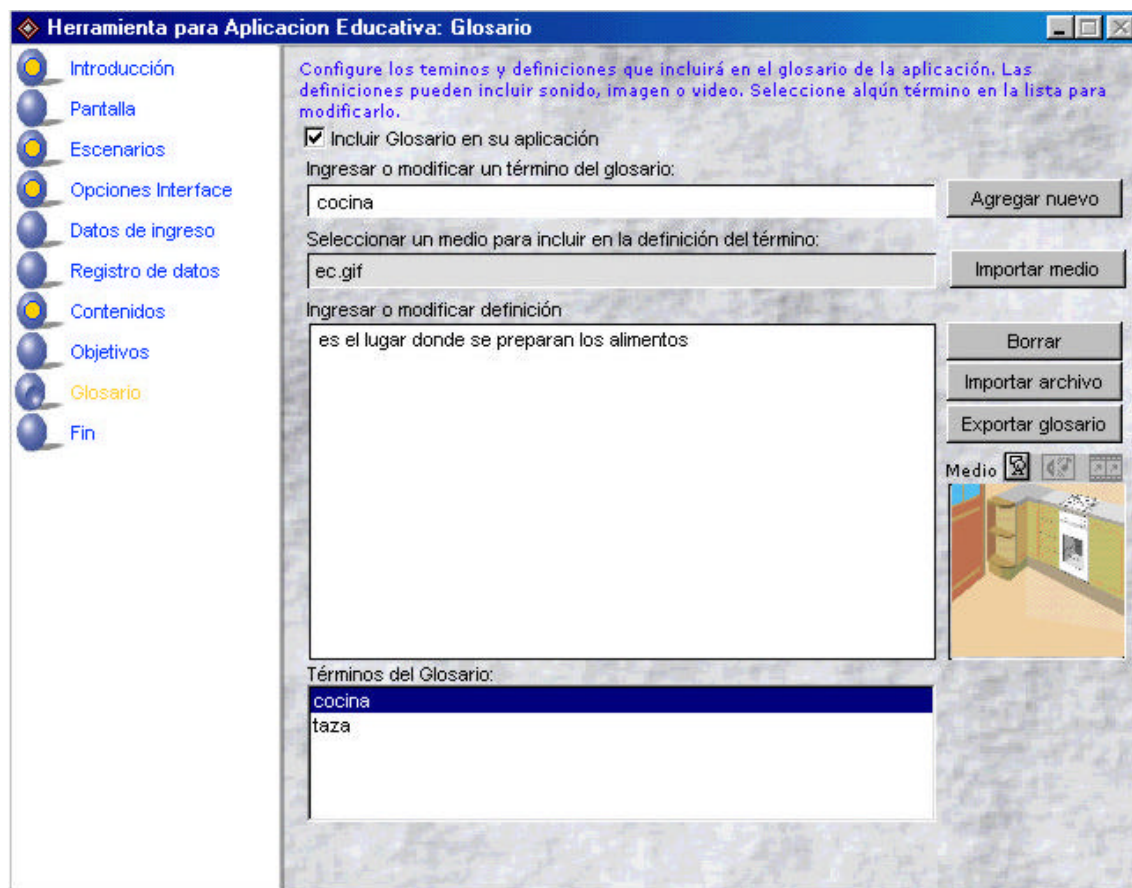 Herramienta para Aplicacion Educativa: Glosario
Introducción
Pantalla
Escenarios
Opciones Interface
Datos de ingreso
Registro de datos
Contenidos
Objetivos
Glosario
Fin
Configure los teminos y definiciones que incluirá en el glosario de la aplicación. Las
definiciones pueden incluir sonido, imagen o video. Seleccione algún término en la lista para
modificarlo.
Incluir Glosario en su aplicación
Ingresar o modificar un término del glosario:
cocina
Agregar nuevo
Seleccionar un medio para incluir en la definición del término:
ec.gif
Importar medio
Ingresar o modificar definición
es el lugar donde se preparan los alimentos
Borrar
Importar archivo
Exportar glosario
Medio
Términos del Glosario:
cocina
taza